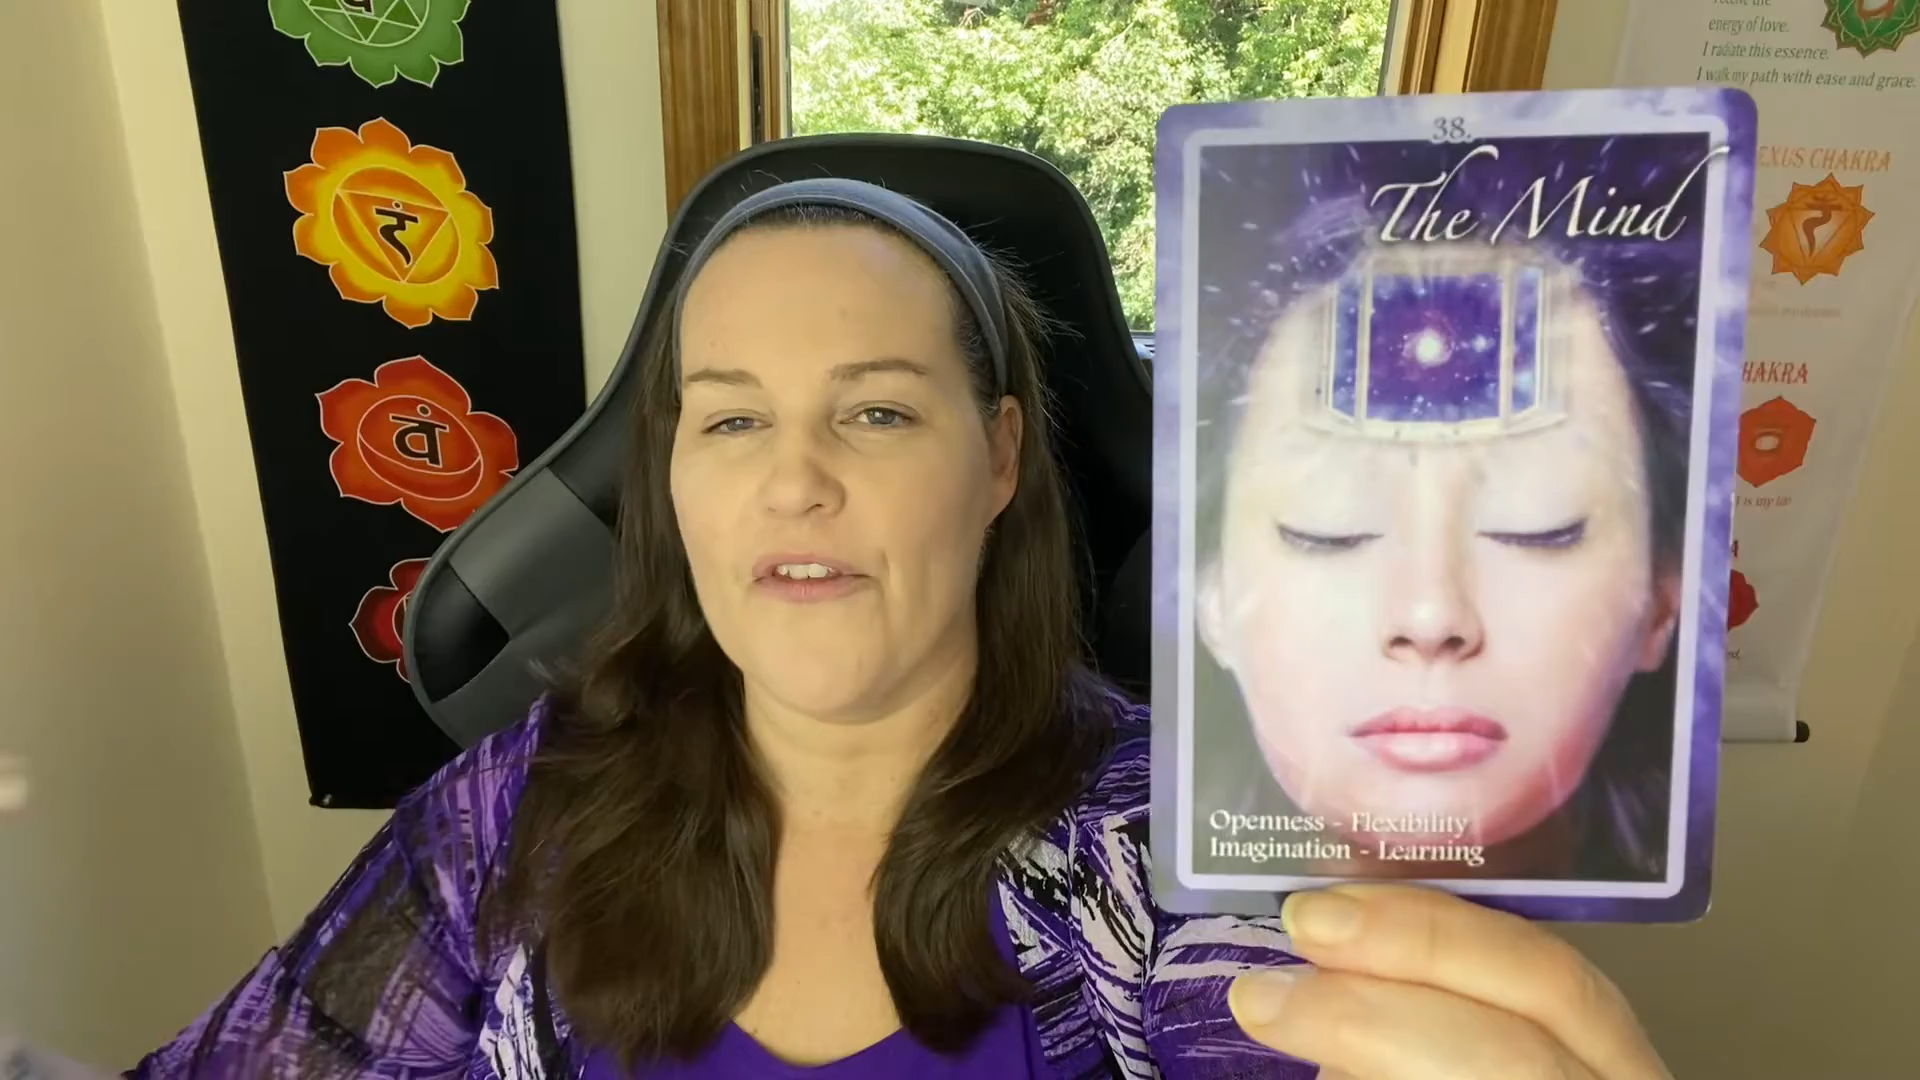 energy of love.
I radiate this essence.
I walk my path with ease and grace.
38.
The Mind
EXUS CHAKRA
HAKRA
Openness - Flexibility
Imagination - Learning
रं
वं